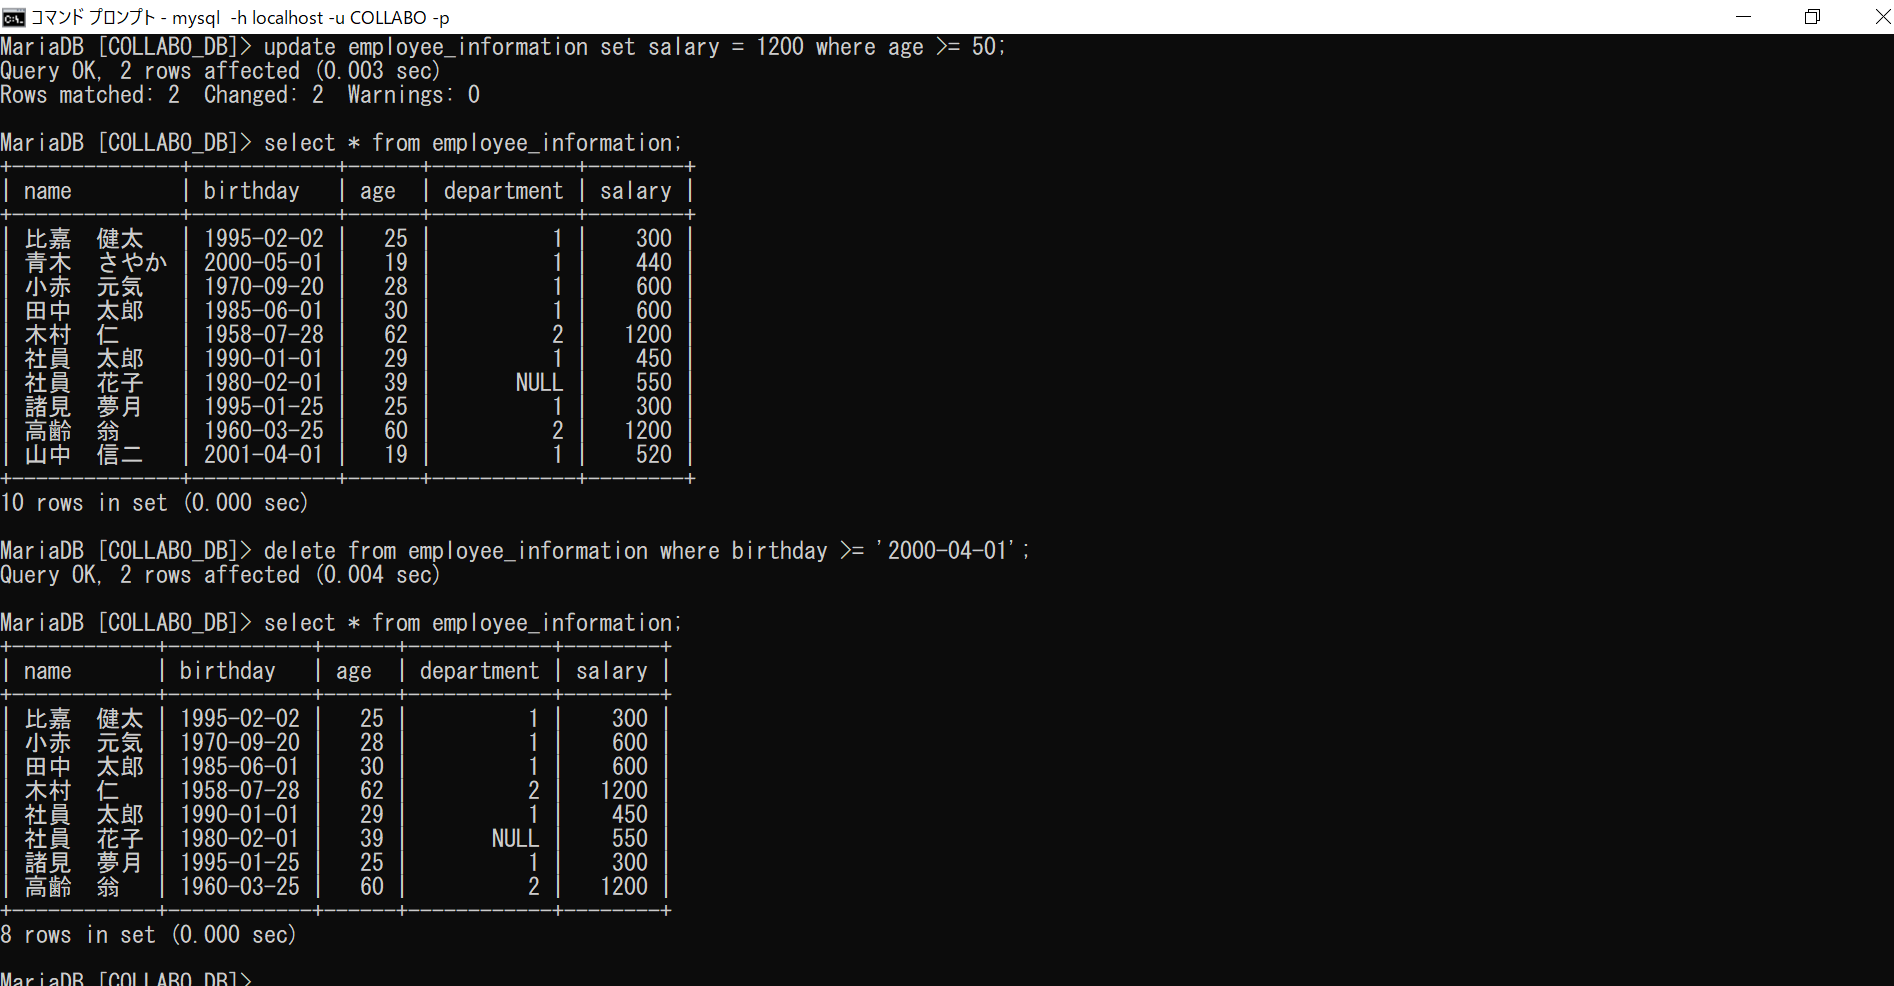 コマンド プロンプト - mysql  -h localhost -u COLLABO -p
MariaDB [COLLABO_DB]> update employee_information set salary = 1200 where age >= 50;
Query OK, 2 rows affected (0.003 sec)
Rows matched: 2  Changed: 2  Warnings: 0
MariaDB [COLLABO_DB]> select * from employee_information;
+--------------+------------+------+------------+--------+
| name         | birthday   | age  | department | salary |
+--------------+------------+------+------------+--------+
| 比嘉　健太   | 1995-02-02 |   25 |          1 |    300 |
| 青木　さやか | 2000-05-01 |   19 |          1 |    440 |
| 小赤　元気   | 1970-09-20 |   28 |          1 |    600 |
| 田中　太郎   | 1985-06-01 |   30 |          1 |    600 |
| 木村　仁     | 1958-07-28 |   62 |          2 |   1200 |
| 社員　太郎   | 1990-01-01 |   29 |          1 |    450 |
| 社員　花子   | 1980-02-01 |   39 |       NULL |    550 |
| 諸見　夢月   | 1995-01-25 |   25 |          1 |    300 |
| 高齢　翁     | 1960-03-25 |   60 |          2 |   1200 |
| 山中　信二   | 2001-04-01 |   19 |          1 |    520 |
+--------------+------------+------+------------+--------+
10 rows in set (0.000 sec)
MariaDB [COLLABO_DB]> delete from employee_information where birthday >= '2000-04-01';
Query OK, 2 rows affected (0.004 sec)
MariaDB [COLLABO_DB]> select * from employee_information;
+------------+------------+------+------------+--------+
| name       | birthday   | age  | department | salary |
+------------+------------+------+------------+--------+
| 比嘉　健太 | 1995-02-02 |   25 |          1 |    300 |
| 小赤　元気 | 1970-09-20 |   28 |          1 |    600 |
| 田中　太郎 | 1985-06-01 |   30 |          1 |    600 |
| 木村　仁   | 1958-07-28 |   62 |          2 |   1200 |
| 社員　太郎 | 1990-01-01 |   29 |          1 |    450 |
| 社員　花子 | 1980-02-01 |   39 |       NULL |    550 |
| 諸見　夢月 | 1995-01-25 |   25 |          1 |    300 |
| 高齢　翁   | 1960-03-25 |   60 |          2 |   1200 |
+------------+------------+------+------------+--------+
8 rows in set (0.000 sec)
MariaDB [COLLABO_DB]>